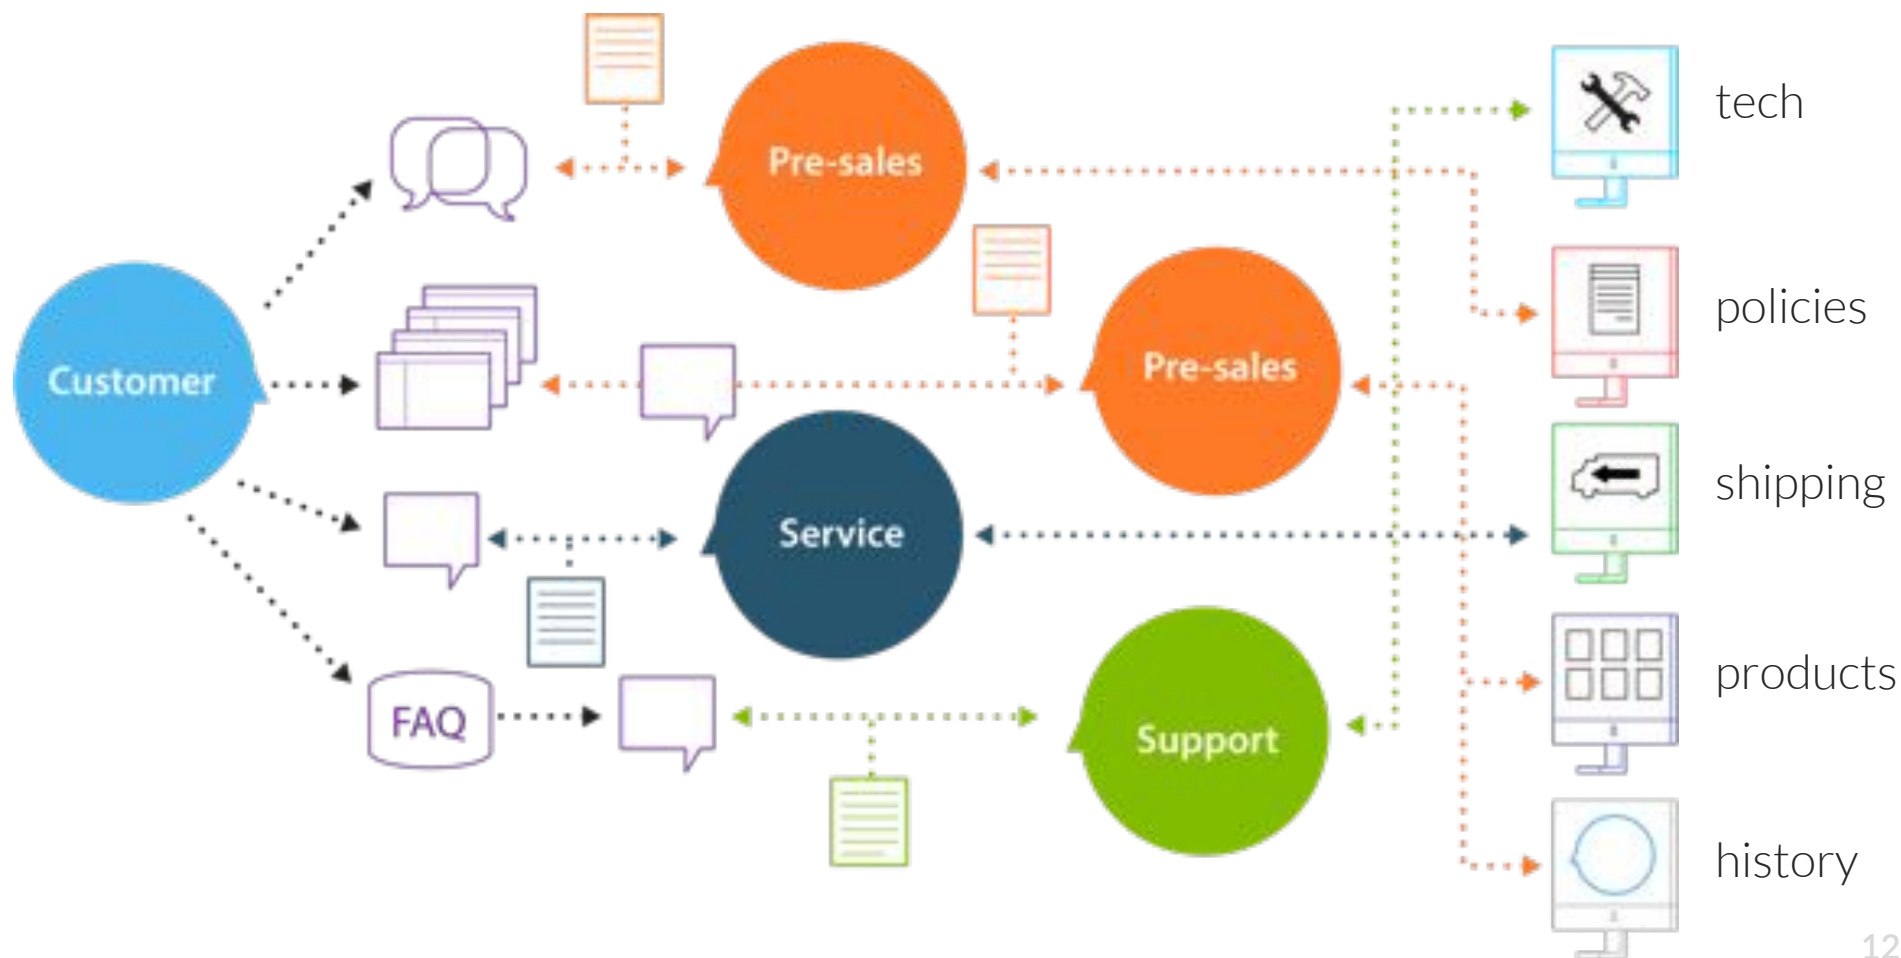 tech
Pre-sales
policies
Customer
Pre-sales
shipping
Service
products
FAQ
Support
history
12